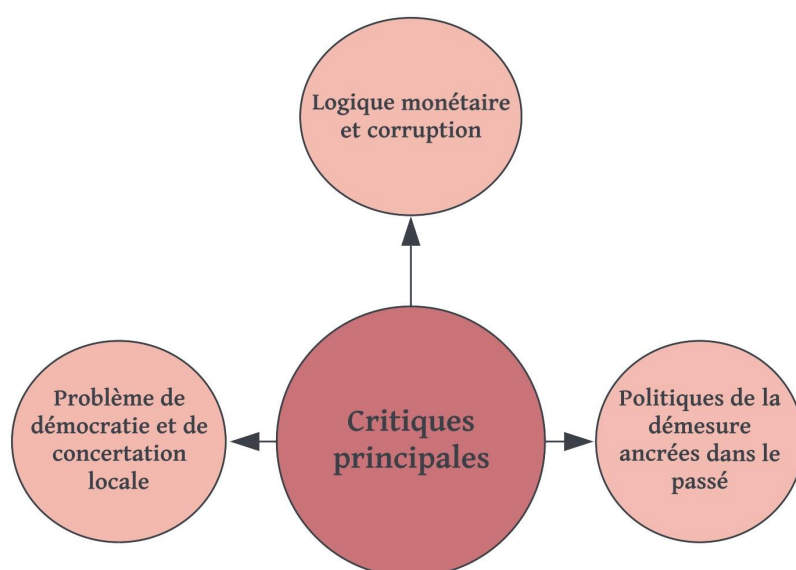 Logique monétaire
et corruption
Critiques
principales
Problème de
démocratie et de
concertation
locale
Politiques de la
démesure
ancrées dans le
passé